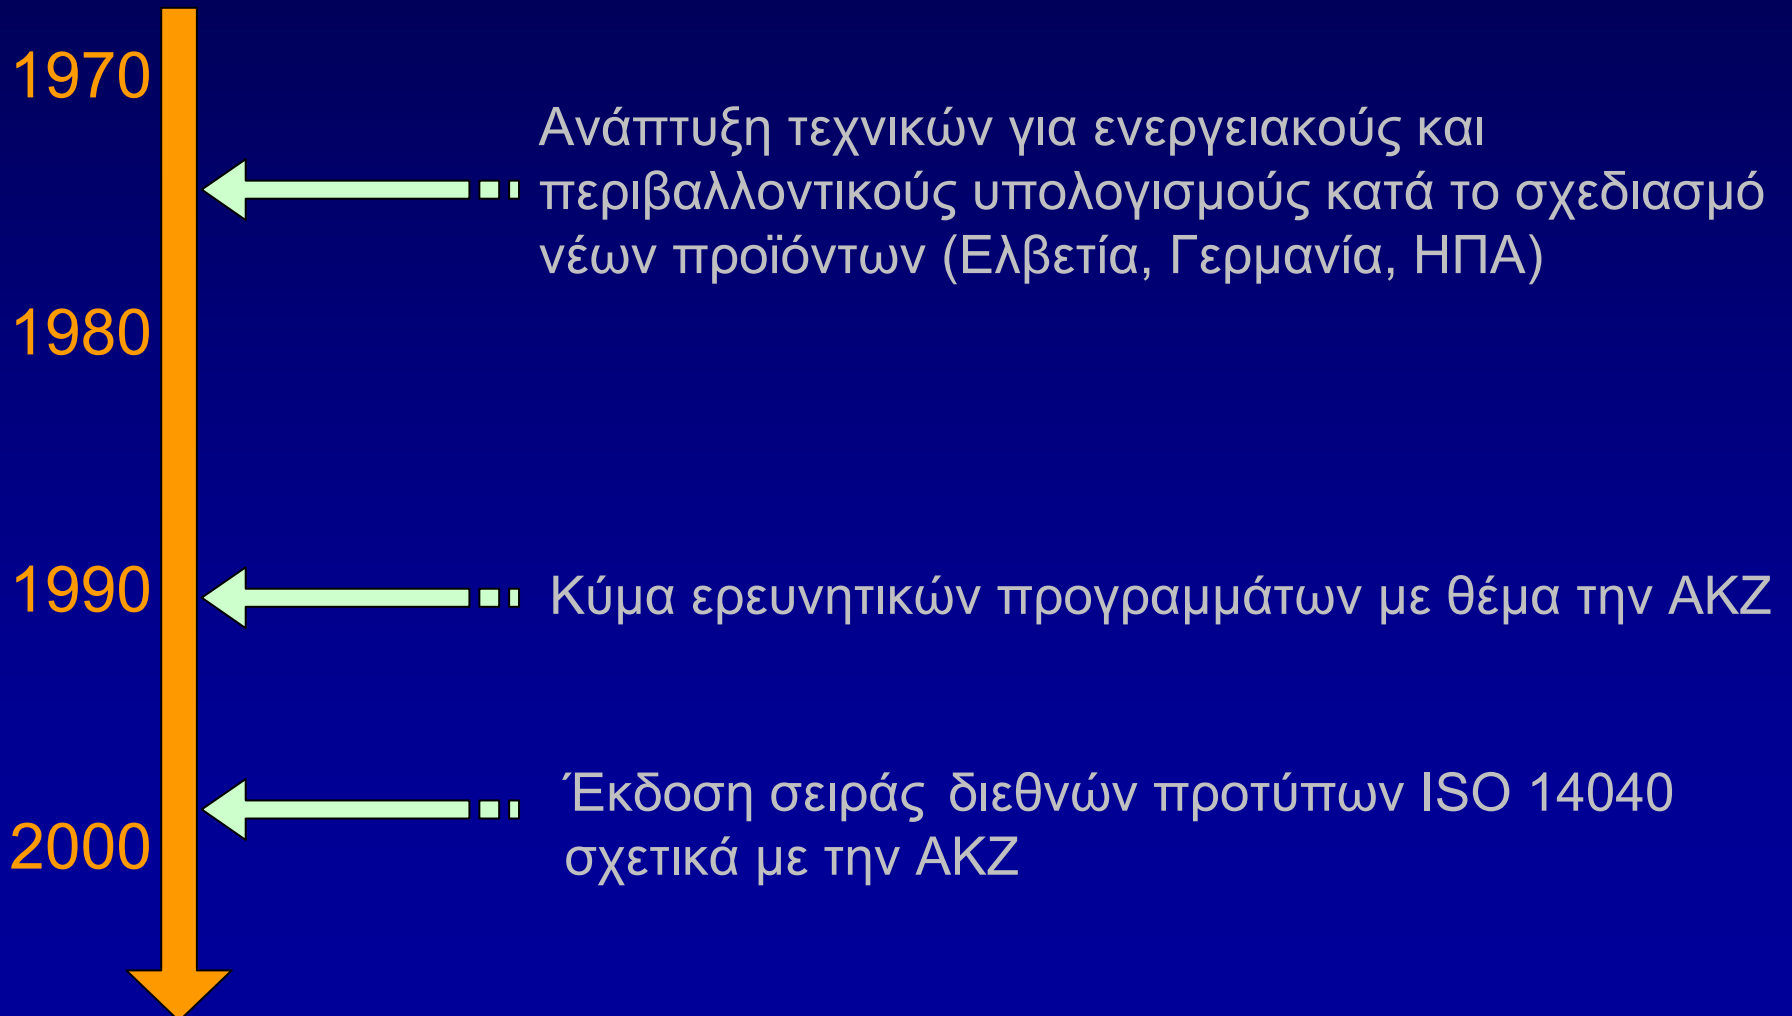 1970
Ανάπτυξη τεχνικών για ενεργειακούς και
περιβαλλοντικούς υπολογισμούς κατά το σχεδιασμό
νέων προϊόντων (Ελβετία, Γερμανία, ΗΠΑ)
1980
1990
Κύμα ερευνητικών προγραμμάτων με θέμα την ΑΚΖ
Έκδοση σειράς διεθνών προτύπων ISO 14040
σχετικά με την ΑΚΖ
2000